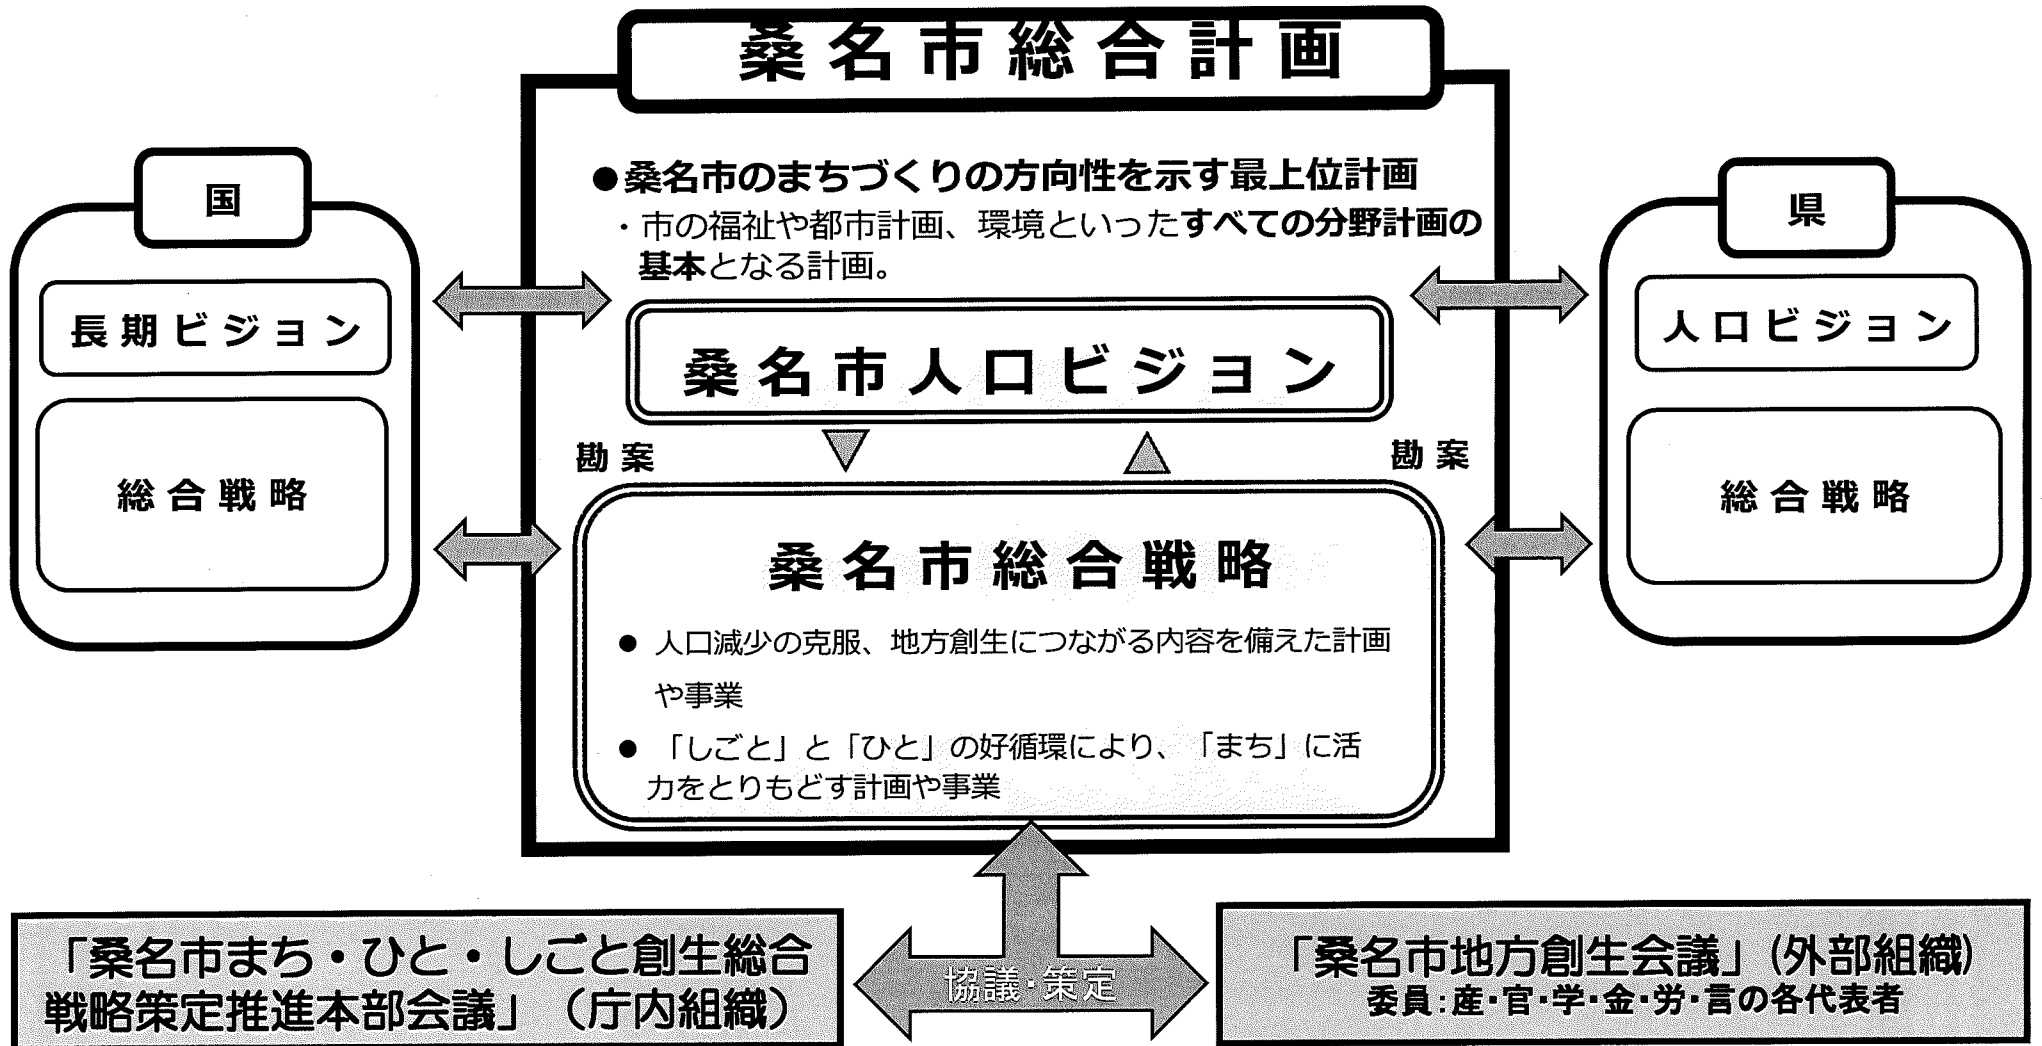 桑名市総合計画
●桑名市のまちづくりの方向性を示す最上位計画
・市の福祉や都市計画、環境といったすべての分野計画の
基本となる計画。
国
長期ビジョン
総合戦略
桑名市人口ビジョン
勘案
勘案
県
人口ビジョン
総合戦略
桑名市総合戦略
● 人口減少の克服、地方創生につながる内容を備えた計画
や事業
● 「しごと」と「ひと」の好循環により、「まち」に活
力をとりもどす計画や事業
「桑名市まち・ひと・しごと創生総合
戦略策定推進本部会議」（庁内組織）
協議・策定
「桑名市地方創生会議」(外部組織)
委員:産・官・学・金・労・言の各代表者